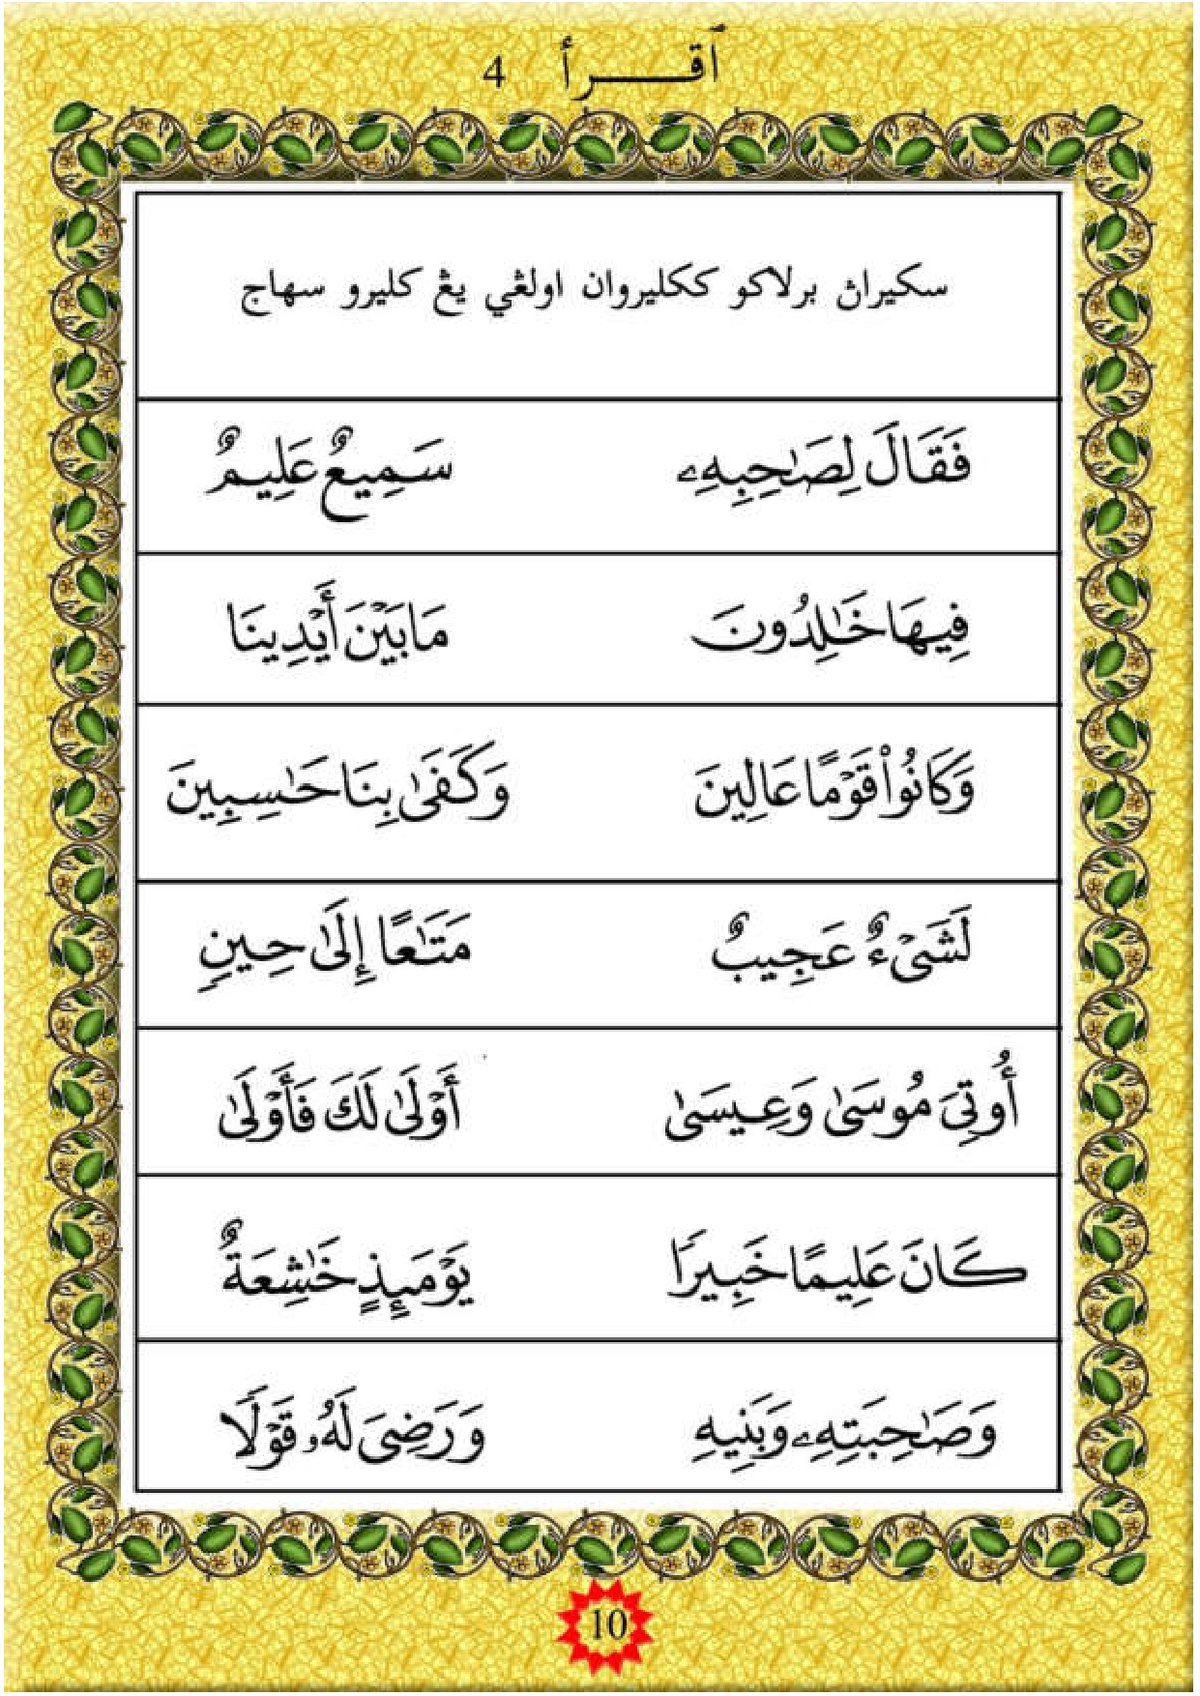 ٱقـــرأ 4
سكيراڽ برلاكو ككليروان اولڠي يڠ كليرو سهاج
فَقَالَ لِصَـٰحِبِهِۦ سَمِيعٌ عَلِيمٌ
فِيهَا خَـٰلِدُونَ مَا بَيْنَ أَيْدِينَا
وَكَانُوا۟ قَوْمًا عَالِينَ وَكَفَىٰ بِنَا حَـٰسِبِينَ
لَشَىْءٌ عَجِيبٌ مَتَـٰعًا إِلَىٰ حِينٍ
أُوتِىَ مُوسَىٰ وَعِيسَىٰ أَوْلَىٰ لَكَ فَأَوْلَىٰ
كَانَ عَلِيمًا خَبِيرًا يَوْمَئِذٍ خَـٰشِعَةٌ
وَصَـٰحِبَتِهِۦ وَبَنِيهِ وَرَضِىَ لَهُۥ قَوْلًا
10